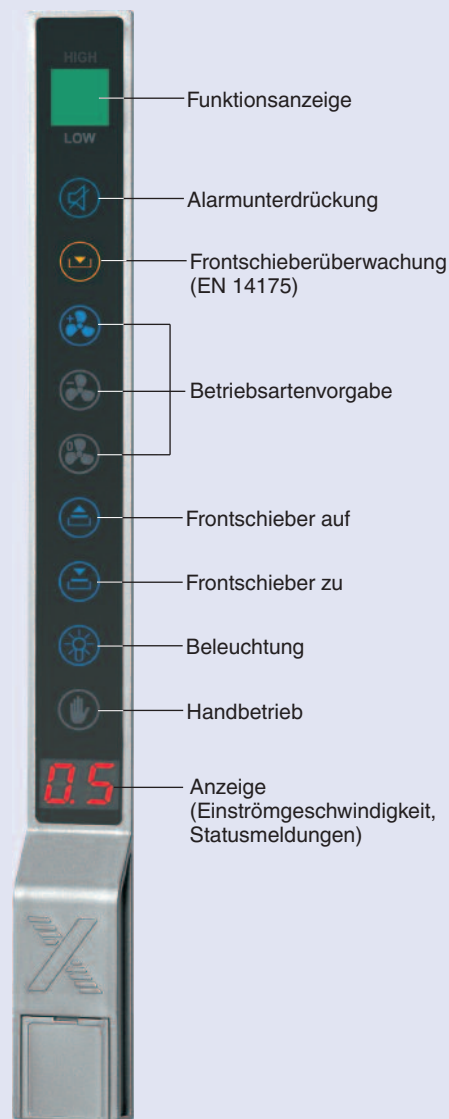 HIGH
LOW
Funktionsanzeige
Alarmunterdrückung
Frontschieberüberwachung
(EN 14175)
Betriebsartenvorgabe
Frontschieber auf
Frontschieber zu
Beleuchtung
Handbetrieb
0.5
Anzeige
(Einströmgeschwindigkeit,
Statusmeldungen)